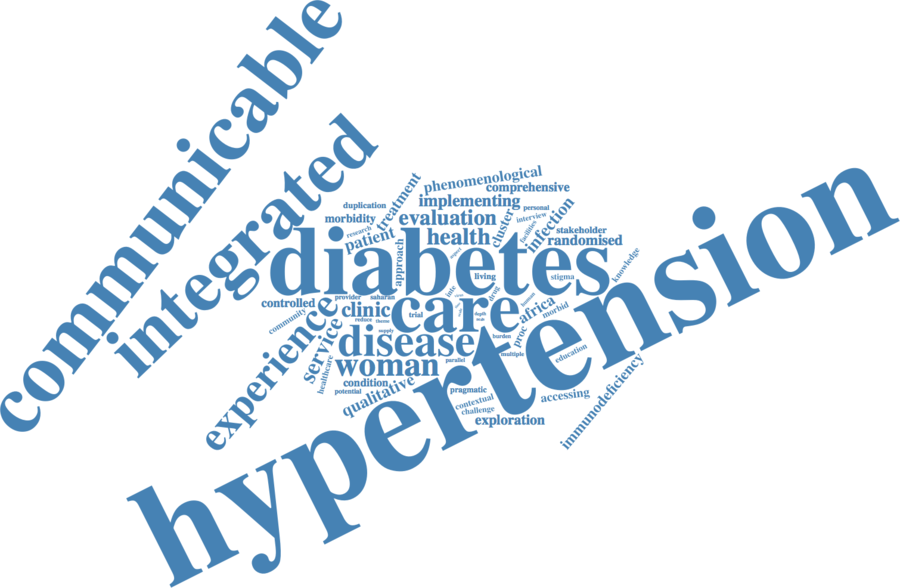 communicable
integrated
hypertension
diabetes
care
disease
woman
experience
service
clinic
health
evaluation
implementing
phenomenological
comprehensive
treatment
duplication
morbidity
research
patient
approach
cluster
personal
interview
facilities
infection
stakeholder
randomised
knowledge
stigma
living
drug
controlled
provider
saharan
community
reduce
trial
supply
africa
morbid
proc
burden
multiple
education
parallel
healthcare
condition
potential
qualitative
pragmatic
contextual
challenge
exploration
accessing
immunodeficiency
depth